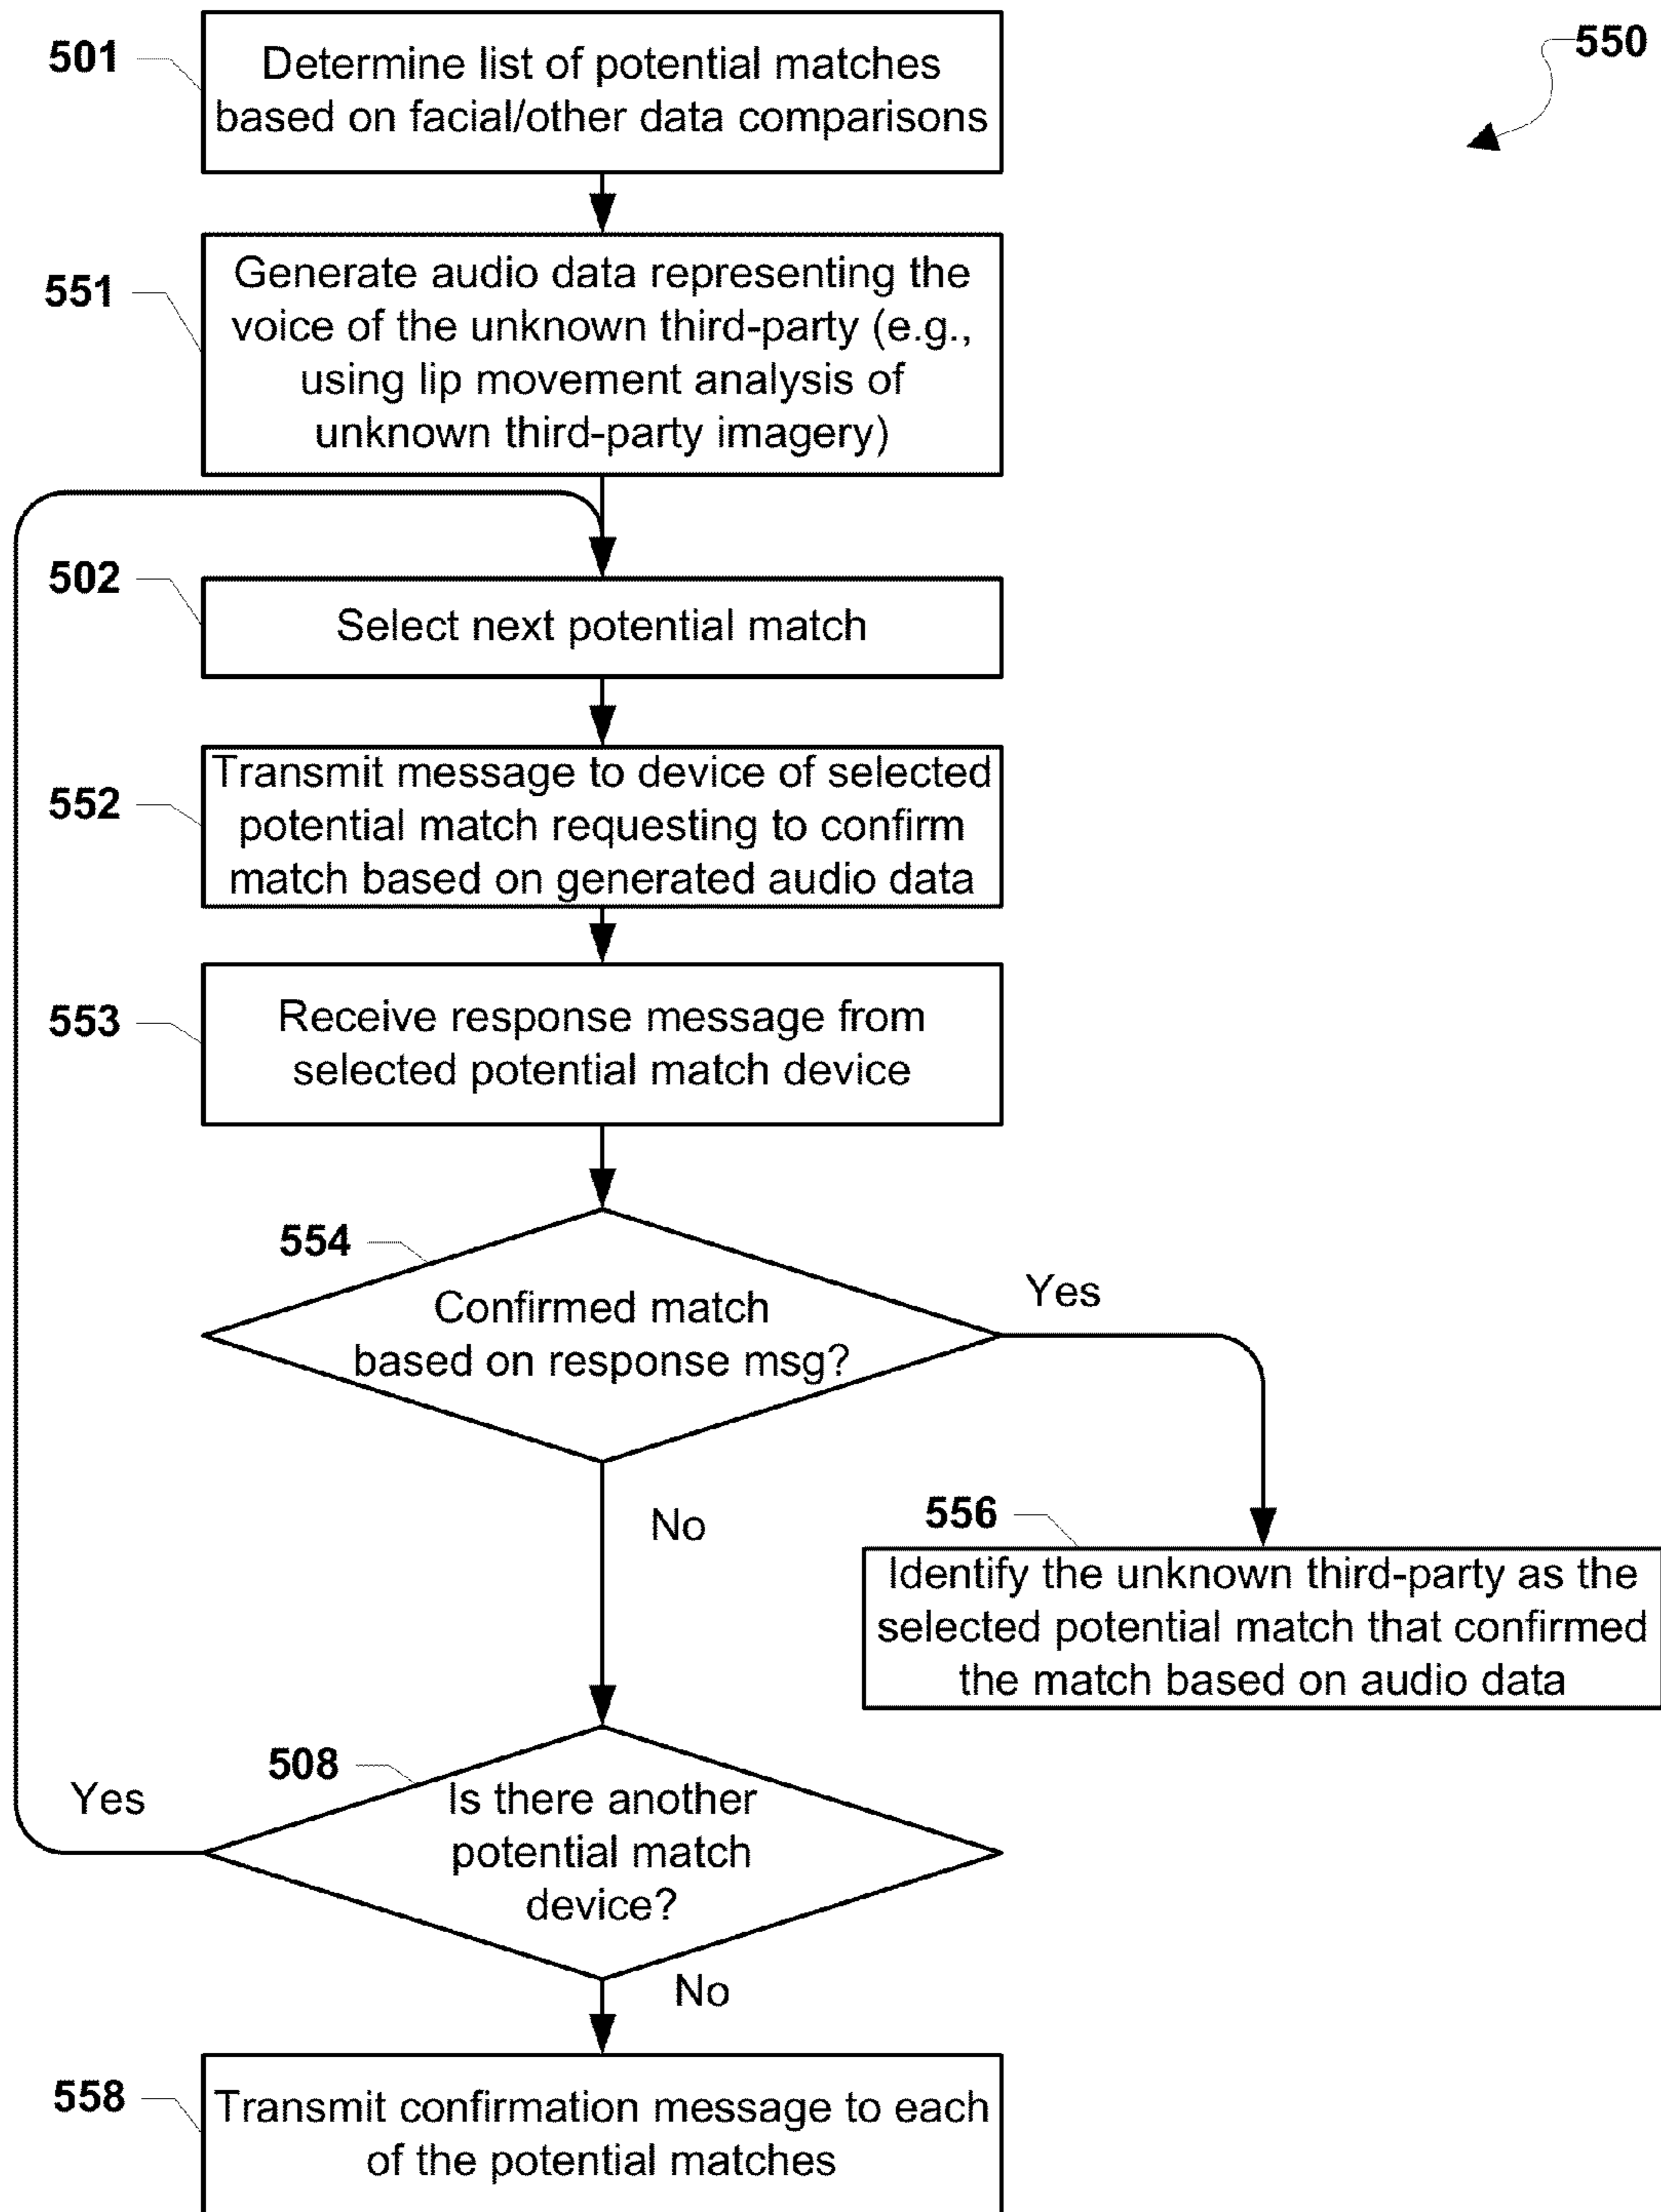 550
501
Determine list of potential matches
based on facial/other data comparisons
551
Generate audio data representing the
voice of the unknown third-party (e.g.,
using lip movement analysis of
unknown third-party imagery)
502
Select next potential match
552
Transmit message to device of selected
potential match requesting to confirm
match based on generated audio data
553
Receive response message from
selected potential match device
554
Confirmed match
based on response msg?
Yes
No
556
Identify the unknown third-party as the
selected potential match that confirmed
the match based on audio data
508
Is there another
potential match
device?
Yes
No
558
Transmit confirmation message to each
of the potential matches